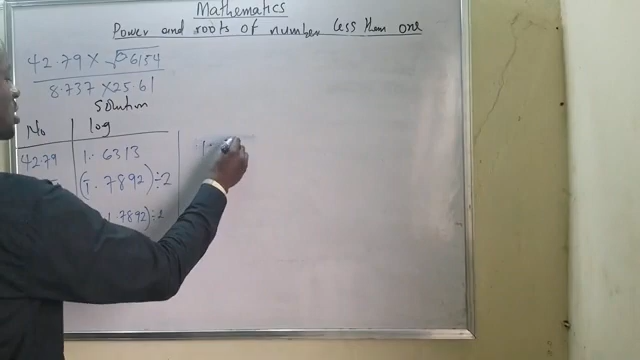 Mathematics
Power and roots of number less than one
42.79 × √0.6154
8.737 × 25.61
Solution
No log
42.79 1.6313
(1̄.7892) ÷ 2
1.7892) ÷ 2
1.